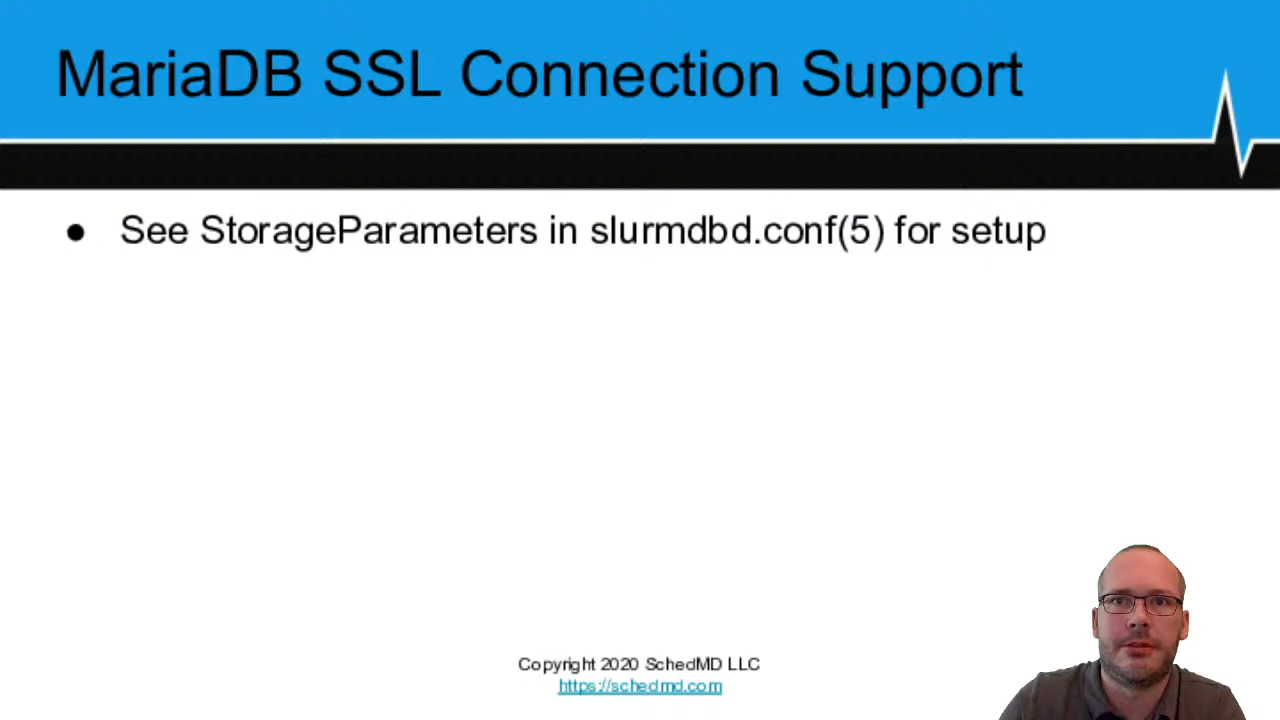 MariaDB SSL Connection Support
● See StorageParameters in slurmdbd.conf(5) for setup
Copyright 2020 SchedMD LLC
https://schedmd.com